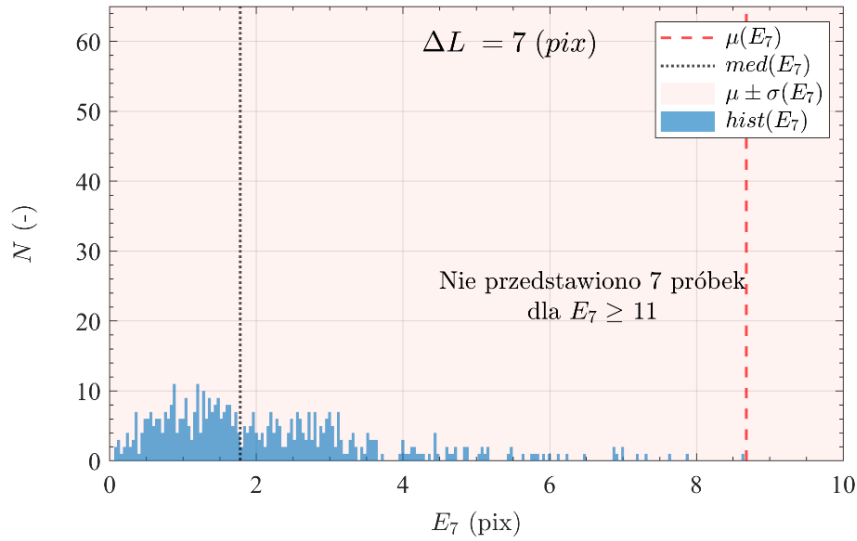 ΔL = 7 (pix)
μ(E₇)
med(E₇)
μ ± σ(E₇)
hist(E₇)
60
50
40
30
20
10
0
N (-)
Nie przedstawiono 7 próbek
dla E₇ ≥ 11
0 2 4 6 8 10
E₇ (pix)